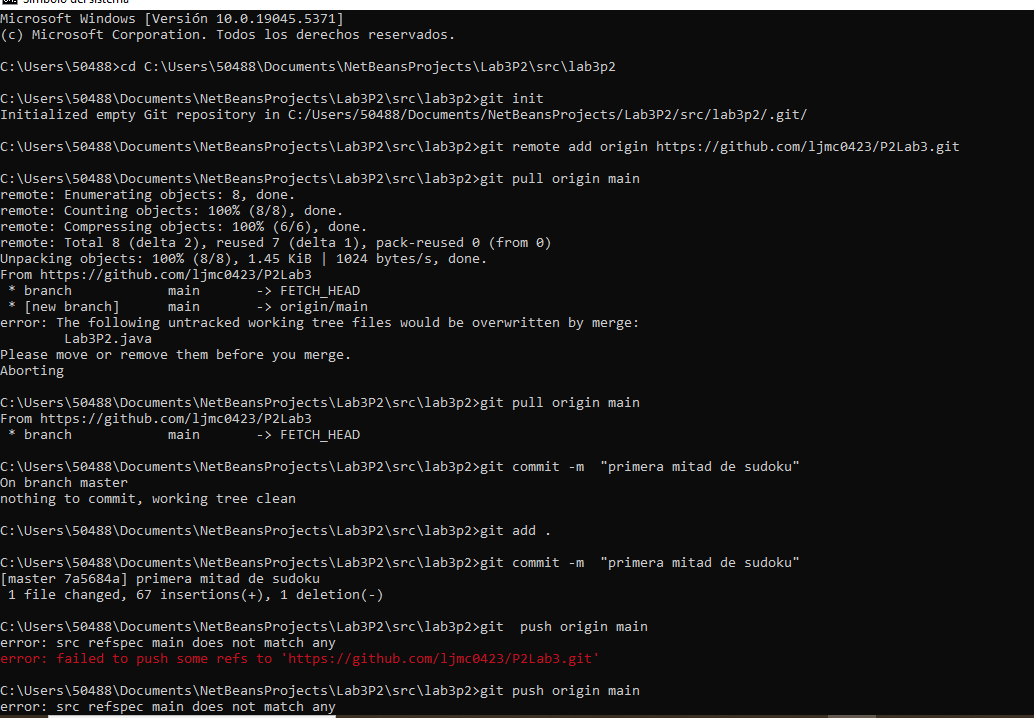 Símbolo del sistema
Microsoft Windows [Versión 10.0.19045.5371]
(c) Microsoft Corporation. Todos los derechos reservados.
C:\Users\50488>cd C:\Users\50488\Documents\NetBeansProjects\Lab3P2\src\lab3p2
C:\Users\50488\Documents\NetBeansProjects\Lab3P2\src\lab3p2>git init
Initialized empty Git repository in C:/Users/50488/Documents/NetBeansProjects/Lab3P2/src/lab3p2/.git/
C:\Users\50488\Documents\NetBeansProjects\Lab3P2\src\lab3p2>git remote add origin https://github.com/ljmc0423/P2Lab3.git
C:\Users\50488\Documents\NetBeansProjects\Lab3P2\src\lab3p2>git pull origin main
remote: Enumerating objects: 8, done.
remote: Counting objects: 100% (8/8), done.
remote: Compressing objects: 100% (6/6), done.
remote: Total 8 (delta 2), reused 7 (delta 1), pack-reused 0 (from 0)
Unpacking objects: 100% (8/8), 1.45 KiB | 1024 bytes/s, done.
From https://github.com/ljmc0423/P2Lab3
 * branch            main       -> FETCH_HEAD
 * [new branch]      main       -> origin/main
error: The following untracked working tree files would be overwritten by merge:
        Lab3P2.java
Please move or remove them before you merge.
Aborting
C:\Users\50488\Documents\NetBeansProjects\Lab3P2\src\lab3p2>git pull origin main
From https://github.com/ljmc0423/P2Lab3
 * branch            main       -> FETCH_HEAD
C:\Users\50488\Documents\NetBeansProjects\Lab3P2\src\lab3p2>git commit -m  "primera mitad de sudoku"
On branch master
nothing to commit, working tree clean
C:\Users\50488\Documents\NetBeansProjects\Lab3P2\src\lab3p2>git add .
C:\Users\50488\Documents\NetBeansProjects\Lab3P2\src\lab3p2>git commit -m  "primera mitad de sudoku"
[master 7a5684a] primera mitad de sudoku
 1 file changed, 67 insertions(+), 1 deletion(-)
C:\Users\50488\Documents\NetBeansProjects\Lab3P2\src\lab3p2>git  push origin main
error: src refspec main does not match any
error: failed to push some refs to 'https://github.com/ljmc0423/P2Lab3.git'
C:\Users\50488\Documents\NetBeansProjects\Lab3P2\src\lab3p2>git push origin main
error: src refspec main does not match any